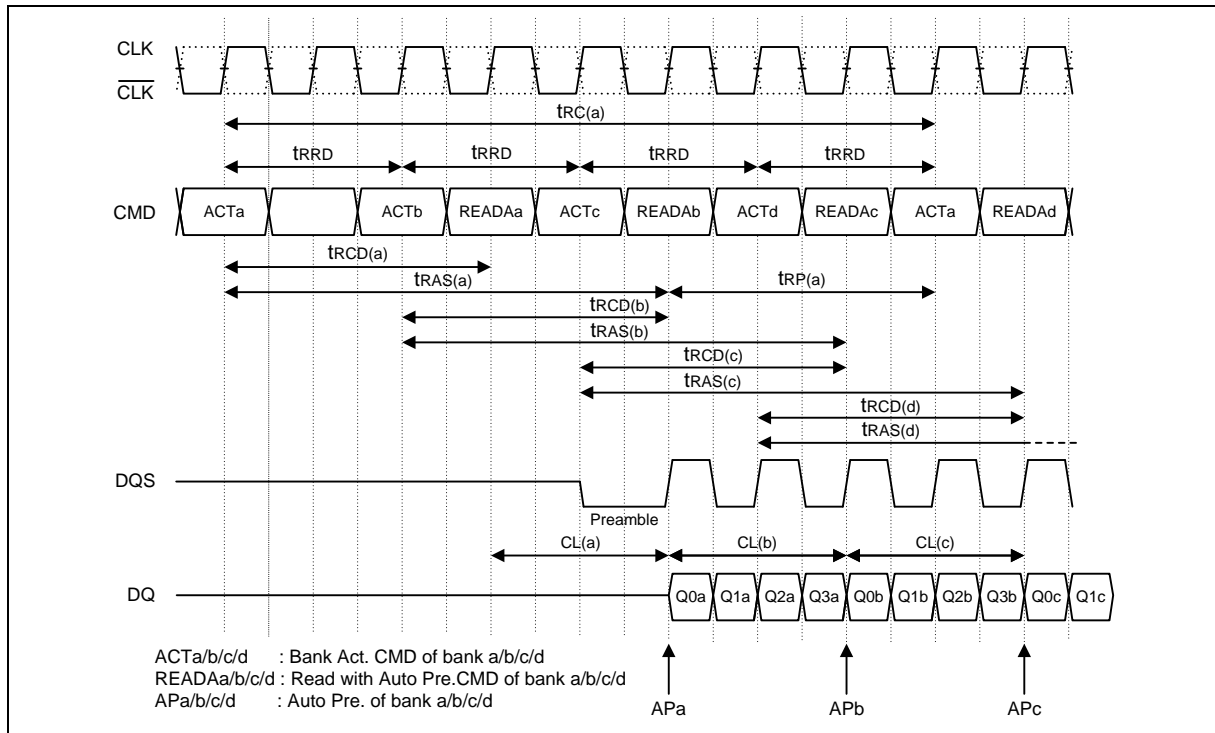 CLK
CLK
tRC(a)
tRRD tRRD tRRD tRRD
CMD ACTa ACTb READAa ACTc READAb ACTd READAc ACTa READAd
tRCD(a)
tRAS(a) tRP(a)
tRCD(b)
tRAS(b)
tRCD(c)
tRAS(c)
tRCD(d)
tRAS(d)
DQS
Preamble
CL(a) CL(b) CL(c)
DQ Q0a Q1a Q2a Q3a Q0b Q1b Q2b Q3b Q0c Q1c
ACTa/b/c/d : Bank Act. CMD of bank a/b/c/d
READAa/b/c/d : Read with Auto Pre.CMD of bank a/b/c/d
APa/b/c/d : Auto Pre. of bank a/b/c/d
APa APb APc